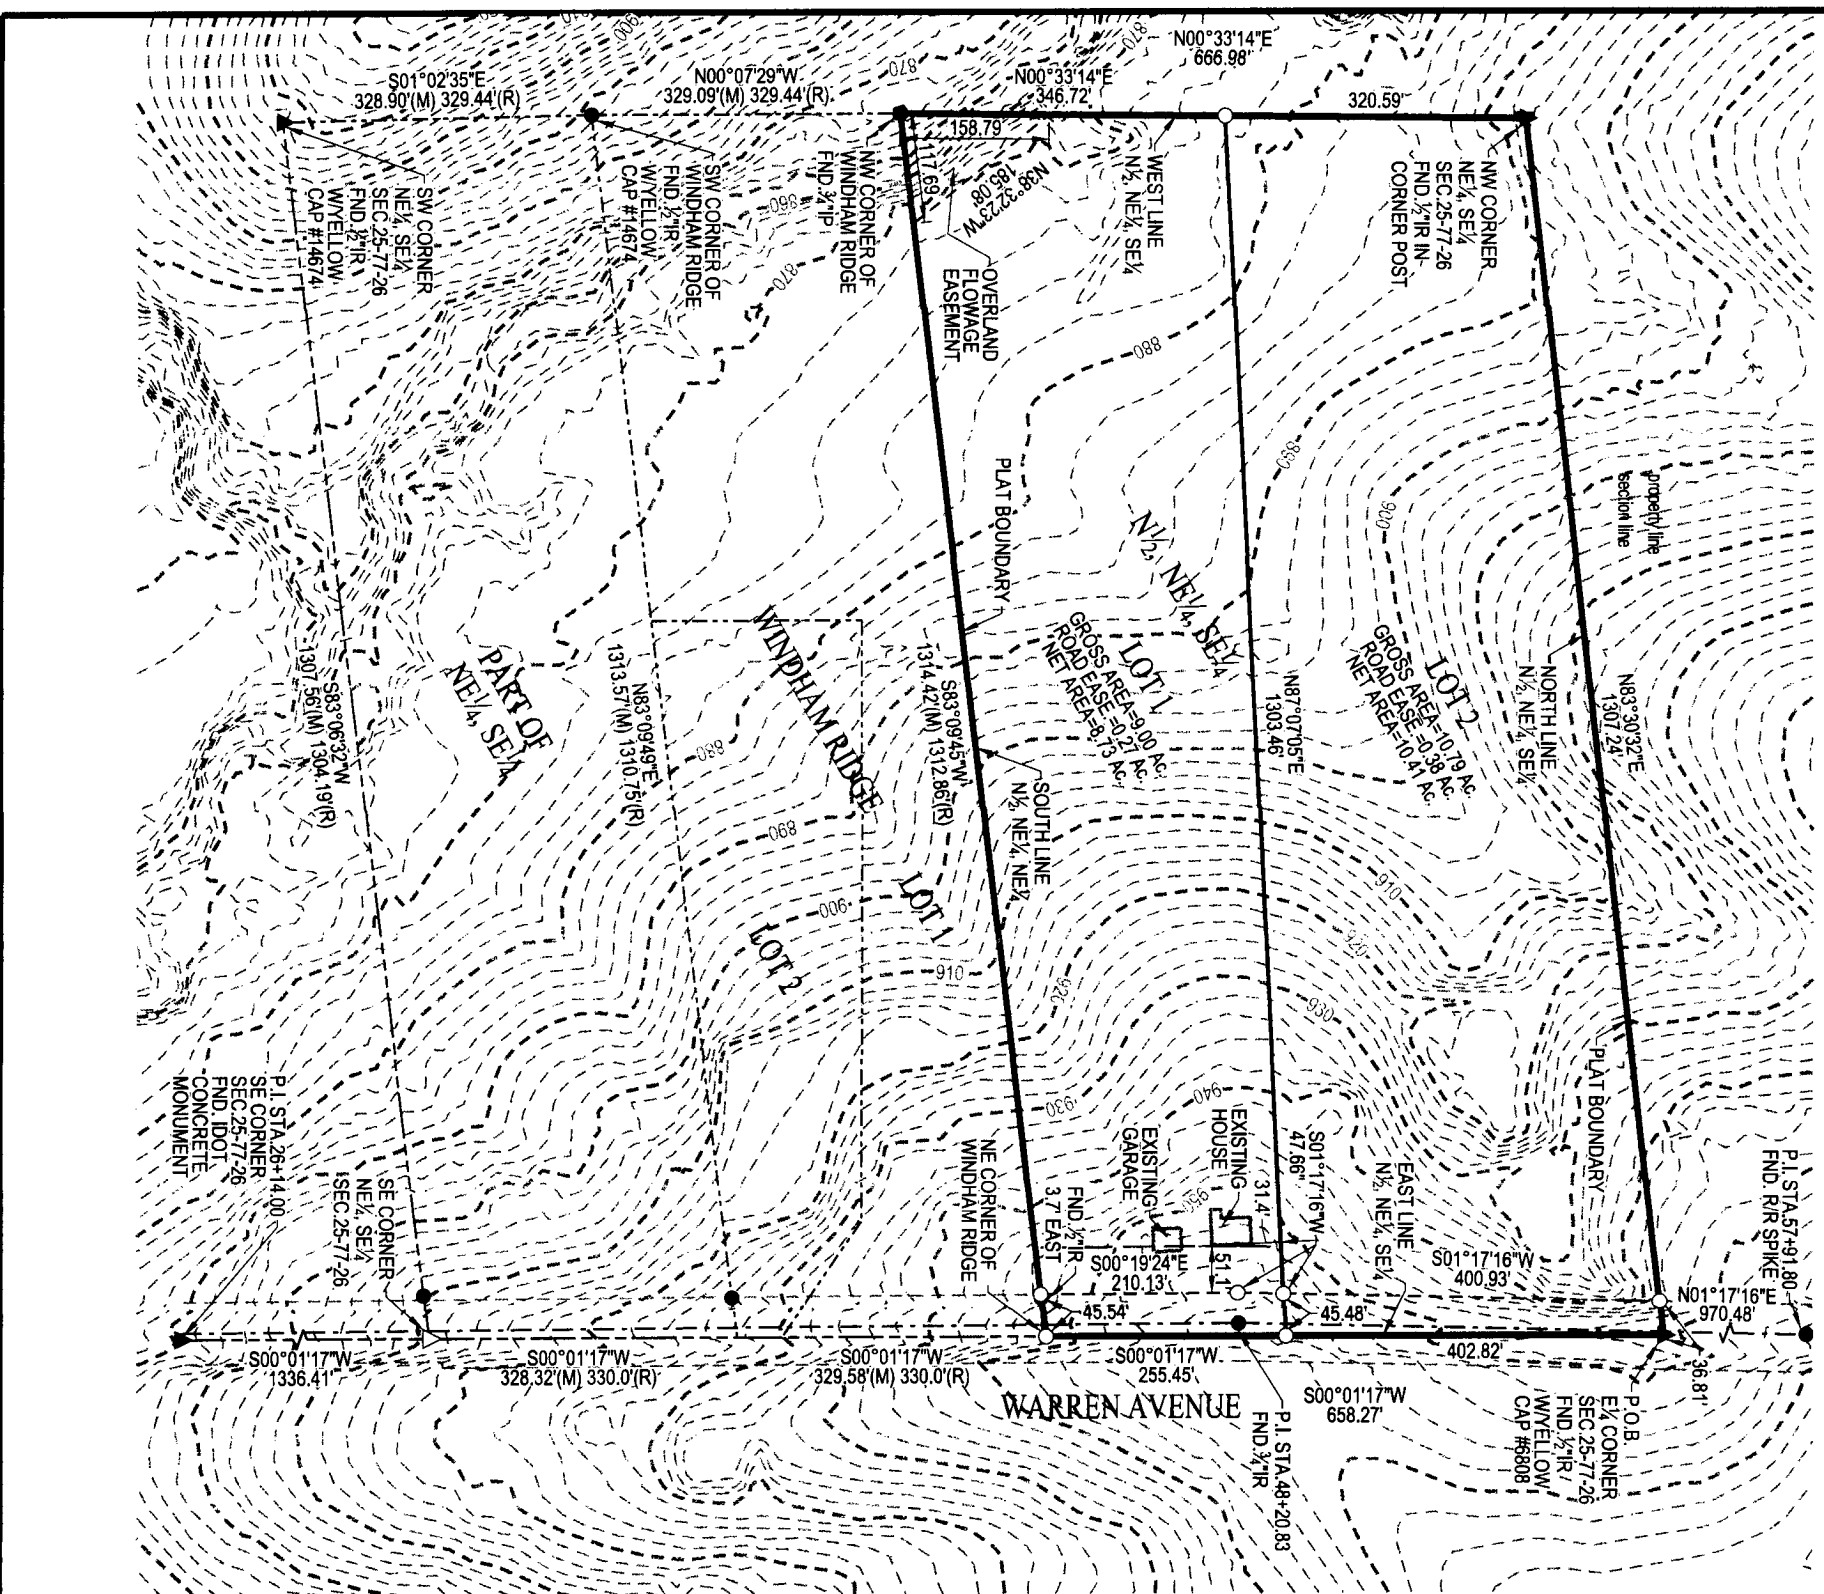 N00°33'14"E
666.98'
S01°02'35"E
328.90'(M) 329.44'(R)
N00°07'29"W
329.09'(M) 329.44'(R)
N00°33'14"E
346.72'
320.59'
158.79'
117.69'
N38°32'23"W
185.08'
SW CORNER
NE¼, SE¼
SEC.25-77-26
FND.½"IR
W/YELLOW
CAP #14674
SW CORNER OF
WINDHAM RIDGE
FND.½"IR
W/YELLOW
CAP #14674
NW CORNER OF
WINDHAM RIDGE
FND.¾"IP
WEST LINE
N½, NE¼, SE¼
NW CORNER
NE¼, SE¼
SEC.25-77-26
FND.½"IR IN
CORNER POST
OVERLAND
FLOWAGE
EASEMENT
870
870
860
870
880
890
900
property line
section line
PLAT BOUNDARY
N½, NE¼, SE¼
LOT 1
GROSS AREA=9.00 AC.
ROAD EASE.=0.27 AC.
NET AREA=8.73 AC.
LOT 2
GROSS AREA=10.79 AC.
ROAD EASE.=0.38 AC.
NET AREA=10.41 AC.
NORTH LINE
N½, NE¼, SE¼
N83°30'32"E
1307.24'
N87°07'05"E
1303.46'
WINDHAM RIDGE
PART OF
NE¼, SE¼
S83°06'32"W
1307.56'(M) 1304.19'(R)
N83°09'49"E
1313.57'(M) 1310.75'(R)
S83°09'45"W
1314.42'(M) 1312.86'(R)
SOUTH LINE
N½, NE¼, NE¼
880
890
900
910
LOT 1
LOT 2
910
920
920
930
930
940
950
PLAT BOUNDARY
EXISTING
HOUSE
EXISTING
GARAGE
31.4'
51.1'
S01°17'16"W
47.66'
EAST LINE
N½, NE¼, SE¼
P.I. STA.57+91.80
FND. R/R SPIKE
P.I. STA.26+14.00
SE CORNER
SEC.25-77-26
FND. IDOT
CONCRETE
MONUMENT
SE CORNER
NE¼, SE¼
SEC.25-77-26
NE CORNER OF
WINDHAM RIDGE
FND.½"IR
3.7' EAST
S00°19'24"E
210.13'
S01°17'16"W
400.93'
N01°17'16"E
970.48'
45.54'
45.48'
36.81'
S00°01'17"W
1336.41'
S00°01'17"W
328.32'(M) 330.0'(R)
S00°01'17"W
329.58'(M) 330.0'(R)
S00°01'17"W
255.45'
402.82'
S00°01'17"W
658.27'
WARREN AVENUE
P.I. STA.48+20.83
FND.¾"IR
P.O.B.
E¼ CORNER
SEC.25-77-26
FND.½"IR
W/YELLOW
CAP #6808